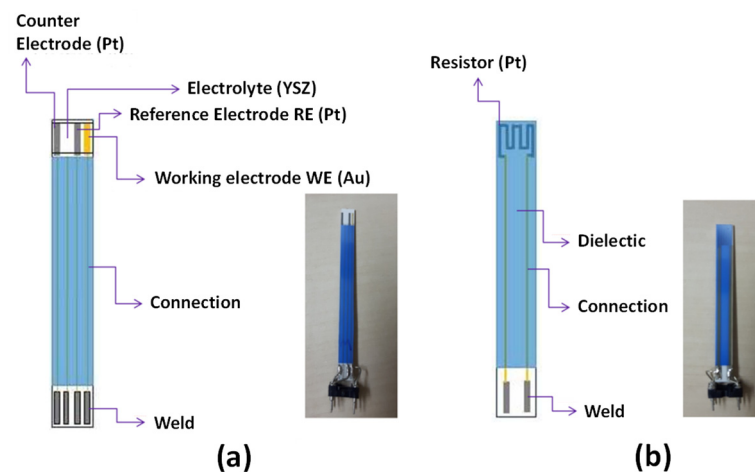 Counter
Electrode (Pt)
Electrolyte (YSZ)
Reference Electrode RE (Pt)
Working electrode WE (Au)
Connection
Weld
(a)
Resistor (Pt)
Dielectic
Connection
Weld
(b)